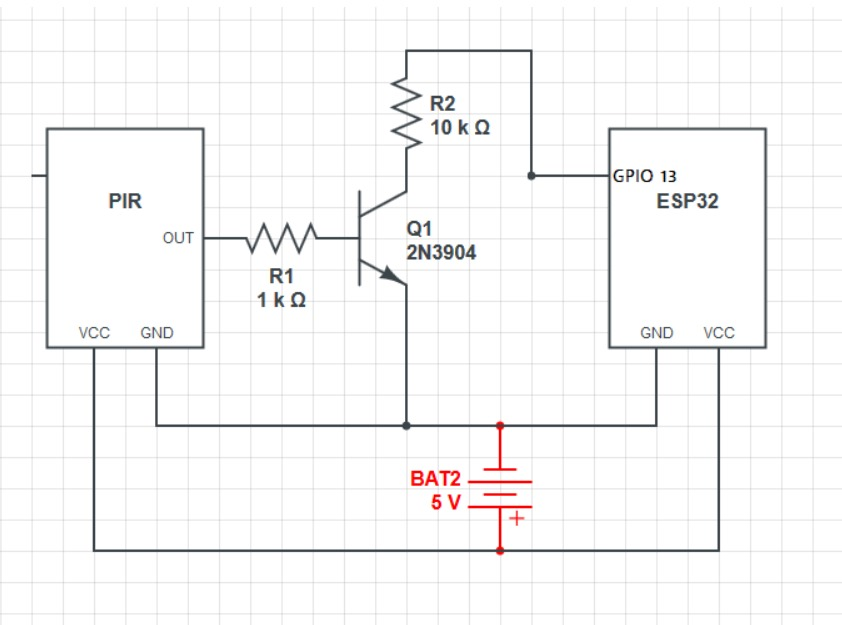 R2
10 k Ω
GPIO 13
PIR
ESP32
OUT
Q1
2N3904
R1
1 k Ω
VCC
GND
GND
VCC
BAT2
5 V
+